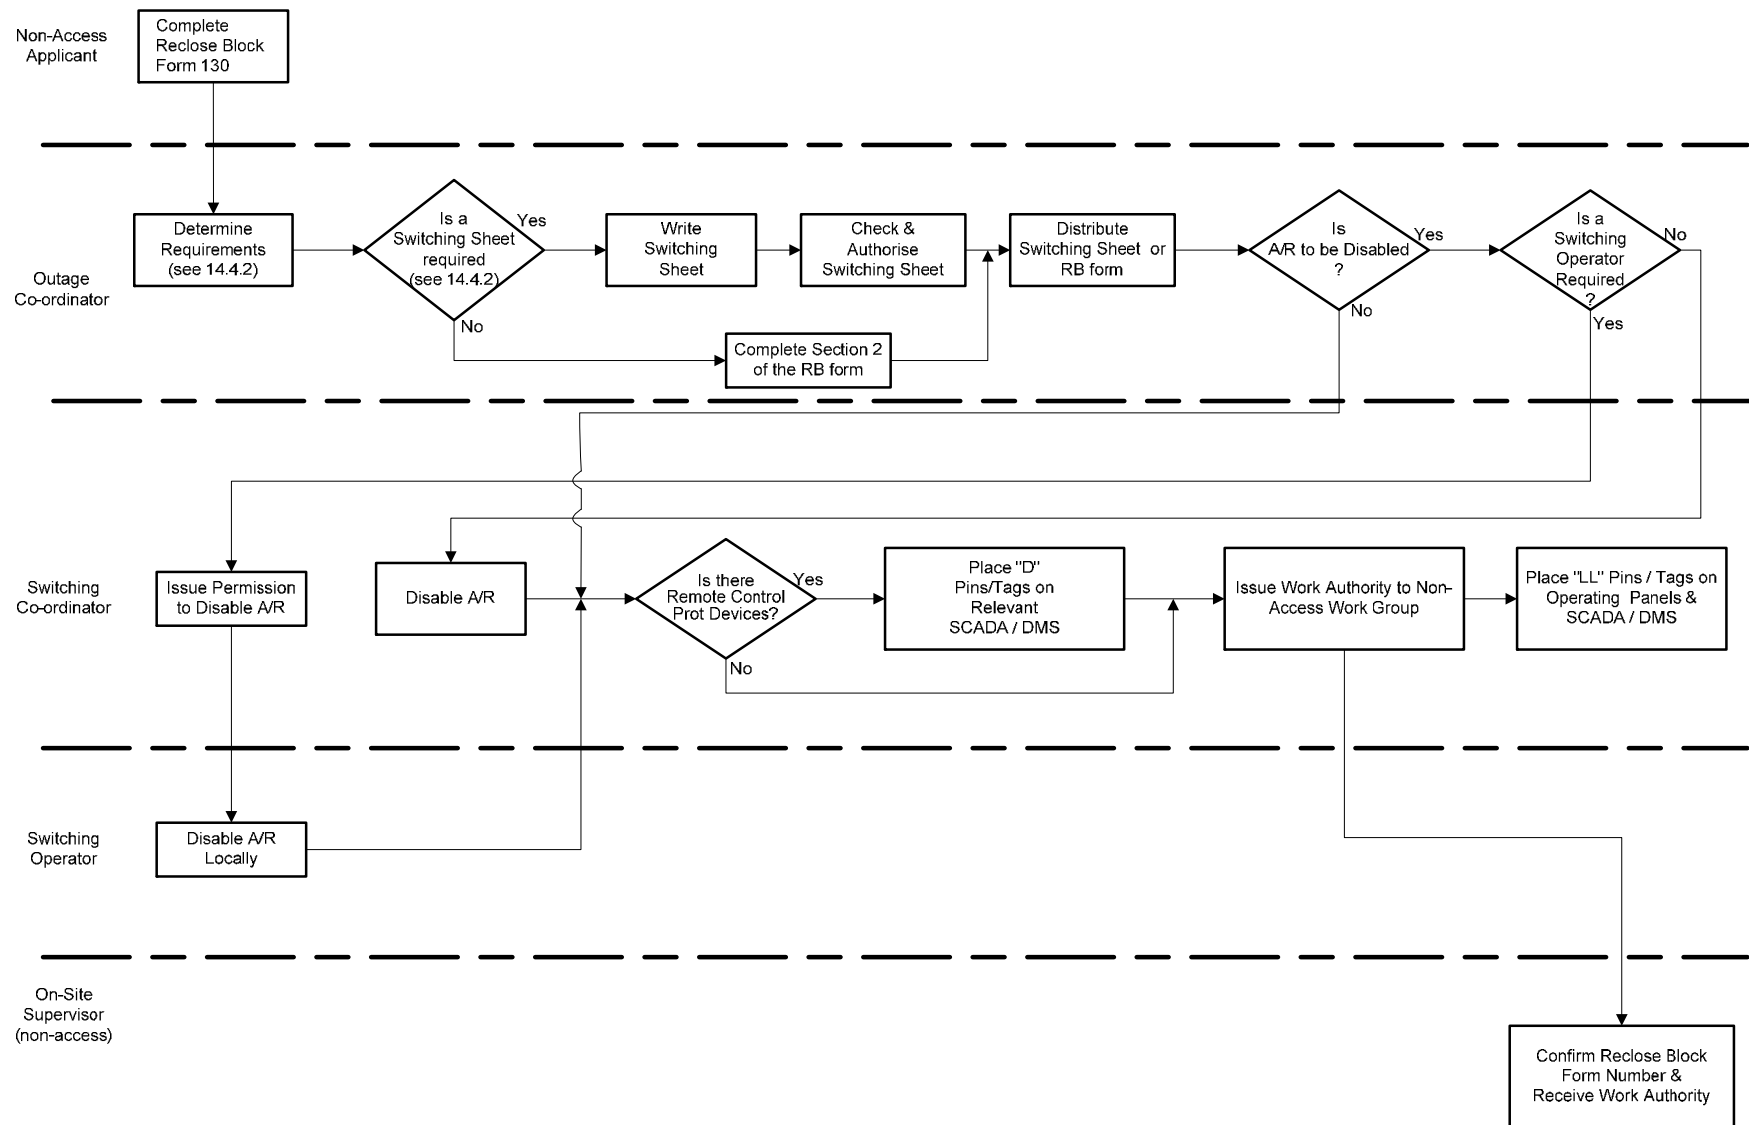 Non-Access
Applicant
Complete
Reclose Block
Form 130
Outage
Co-ordinator
Determine
Requirements
(see 14.4.2)
Is a
Switching Sheet
required
(see 14.4.2)
Yes
No
Write
Switching
Sheet
Check &
Authorise
Switching Sheet
Complete Section 2
of the RB form
Distribute
Switching Sheet or
RB form
Is
A/R to be Disabled
?
Yes
No
Is a
Switching
Operator
Required
?
No
Yes
Switching
Co-ordinator
Issue Permission
to Disable A/R
Disable A/R
Is there
Remote Control
Prot Devices?
Yes
No
Place "D"
Pins/Tags on
Relevant
SCADA / DMS
Issue Work Authority to Non-
Access Work Group
Place "LL" Pins / Tags on
Operating Panels &
SCADA / DMS
Switching
Operator
Disable A/R
Locally
On-Site
Supervisor
(non-access)
Confirm Reclose Block
Form Number &
Receive Work Authority